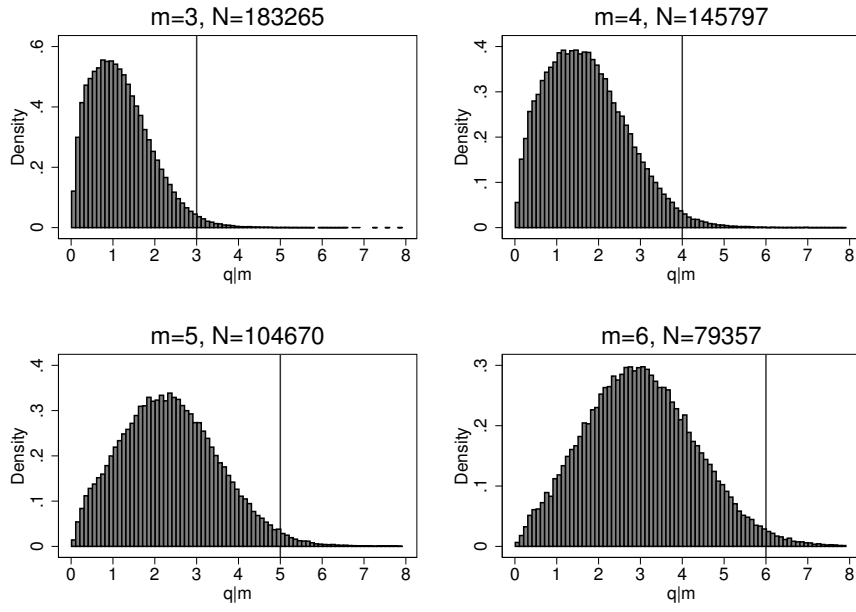 m=3, N=183265
Density
0 .2 .4 .6
0 1 2 3 4 5 6 7 8
q|m
m=4, N=145797
Density
0 .1 .2 .3 .4
0 1 2 3 4 5 6 7 8
q|m
m=5, N=104670
Density
0 .1 .2 .3 .4
0 1 2 3 4 5 6 7 8
q|m
m=6, N=79357
Density
0 .1 .2 .3
0 1 2 3 4 5 6 7 8
q|m